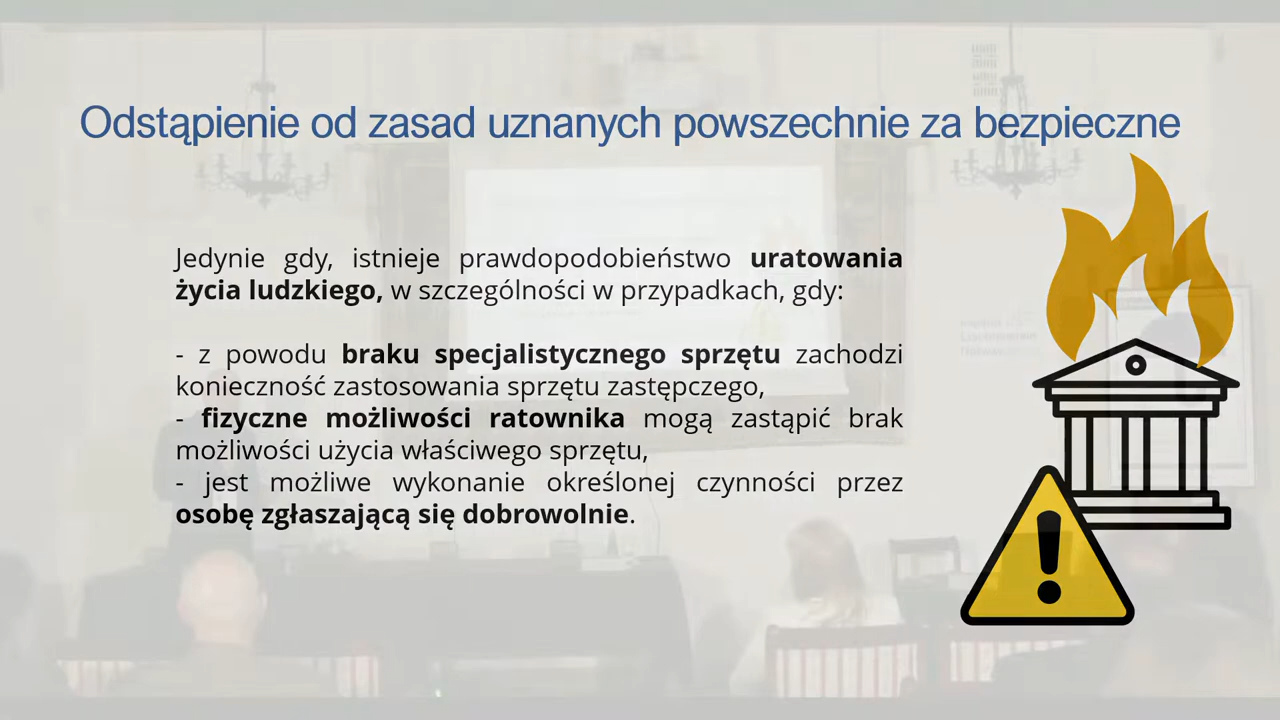 Odstąpienie od zasad uznanych powszechnie za bezpieczne
Jedynie gdy, istnieje prawdopodobieństwo uratowania
życia ludzkiego, w szczególności w przypadkach, gdy:
- z powodu braku specjalistycznego sprzętu zachodzi
konieczność zastosowania sprzętu zastępczego,
- fizyczne możliwości ratownika mogą zastąpić brak
możliwości użycia właściwego sprzętu,
- jest możliwe wykonanie określonej czynności przez
osobę zgłaszającą się dobrowolnie.